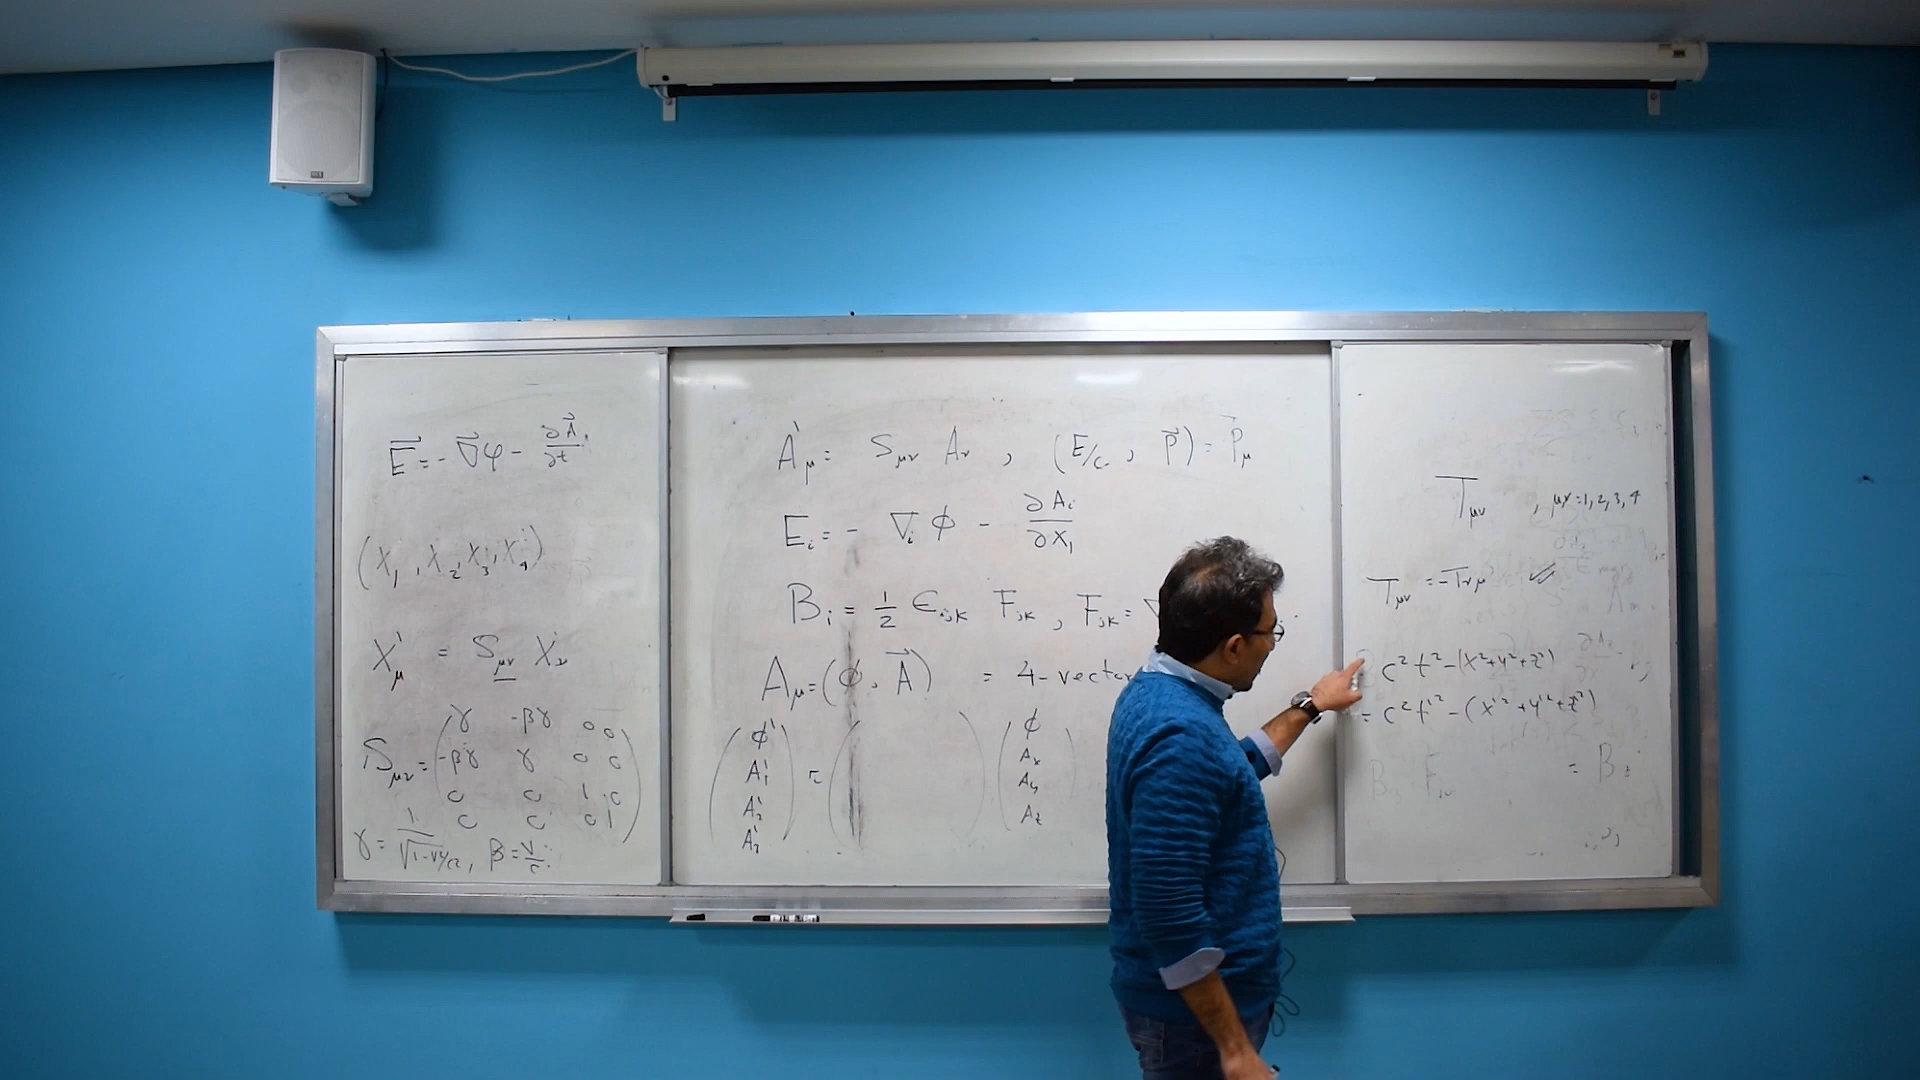 E⃗ = - ∇⃗φ - ∂A⃗/∂t
(X₁, X₂, X₃, X₄)
X'μ = Sμν Xν
Sμν = (γ -βγ 0 0
-βγ γ 0 0
0 0 1 0
0 0 0 1)
γ = 1/√1-v²/c², β = v/c
A'μ = Sμν Aν , (E/c, P⃗) = Pμ
Eᵢ = - ∇ᵢ ϕ - ∂Aᵢ/∂X₁
Bᵢ = 1/2 ϵᵢⱼₖ Fⱼₖ , Fⱼₖ =
Aμ = (ϕ, A⃗) = 4-vector
(ϕ' A'₁ A'₂ A'₃) = ( ) (ϕ Aₓ Aᵧ A_z)
Tμν , μν = 1, 2, 3, 4
Tμν = -Tνμ
c²t² - (x²+y²+z²)
= c²t'² - (x'²+y'²+z'²)